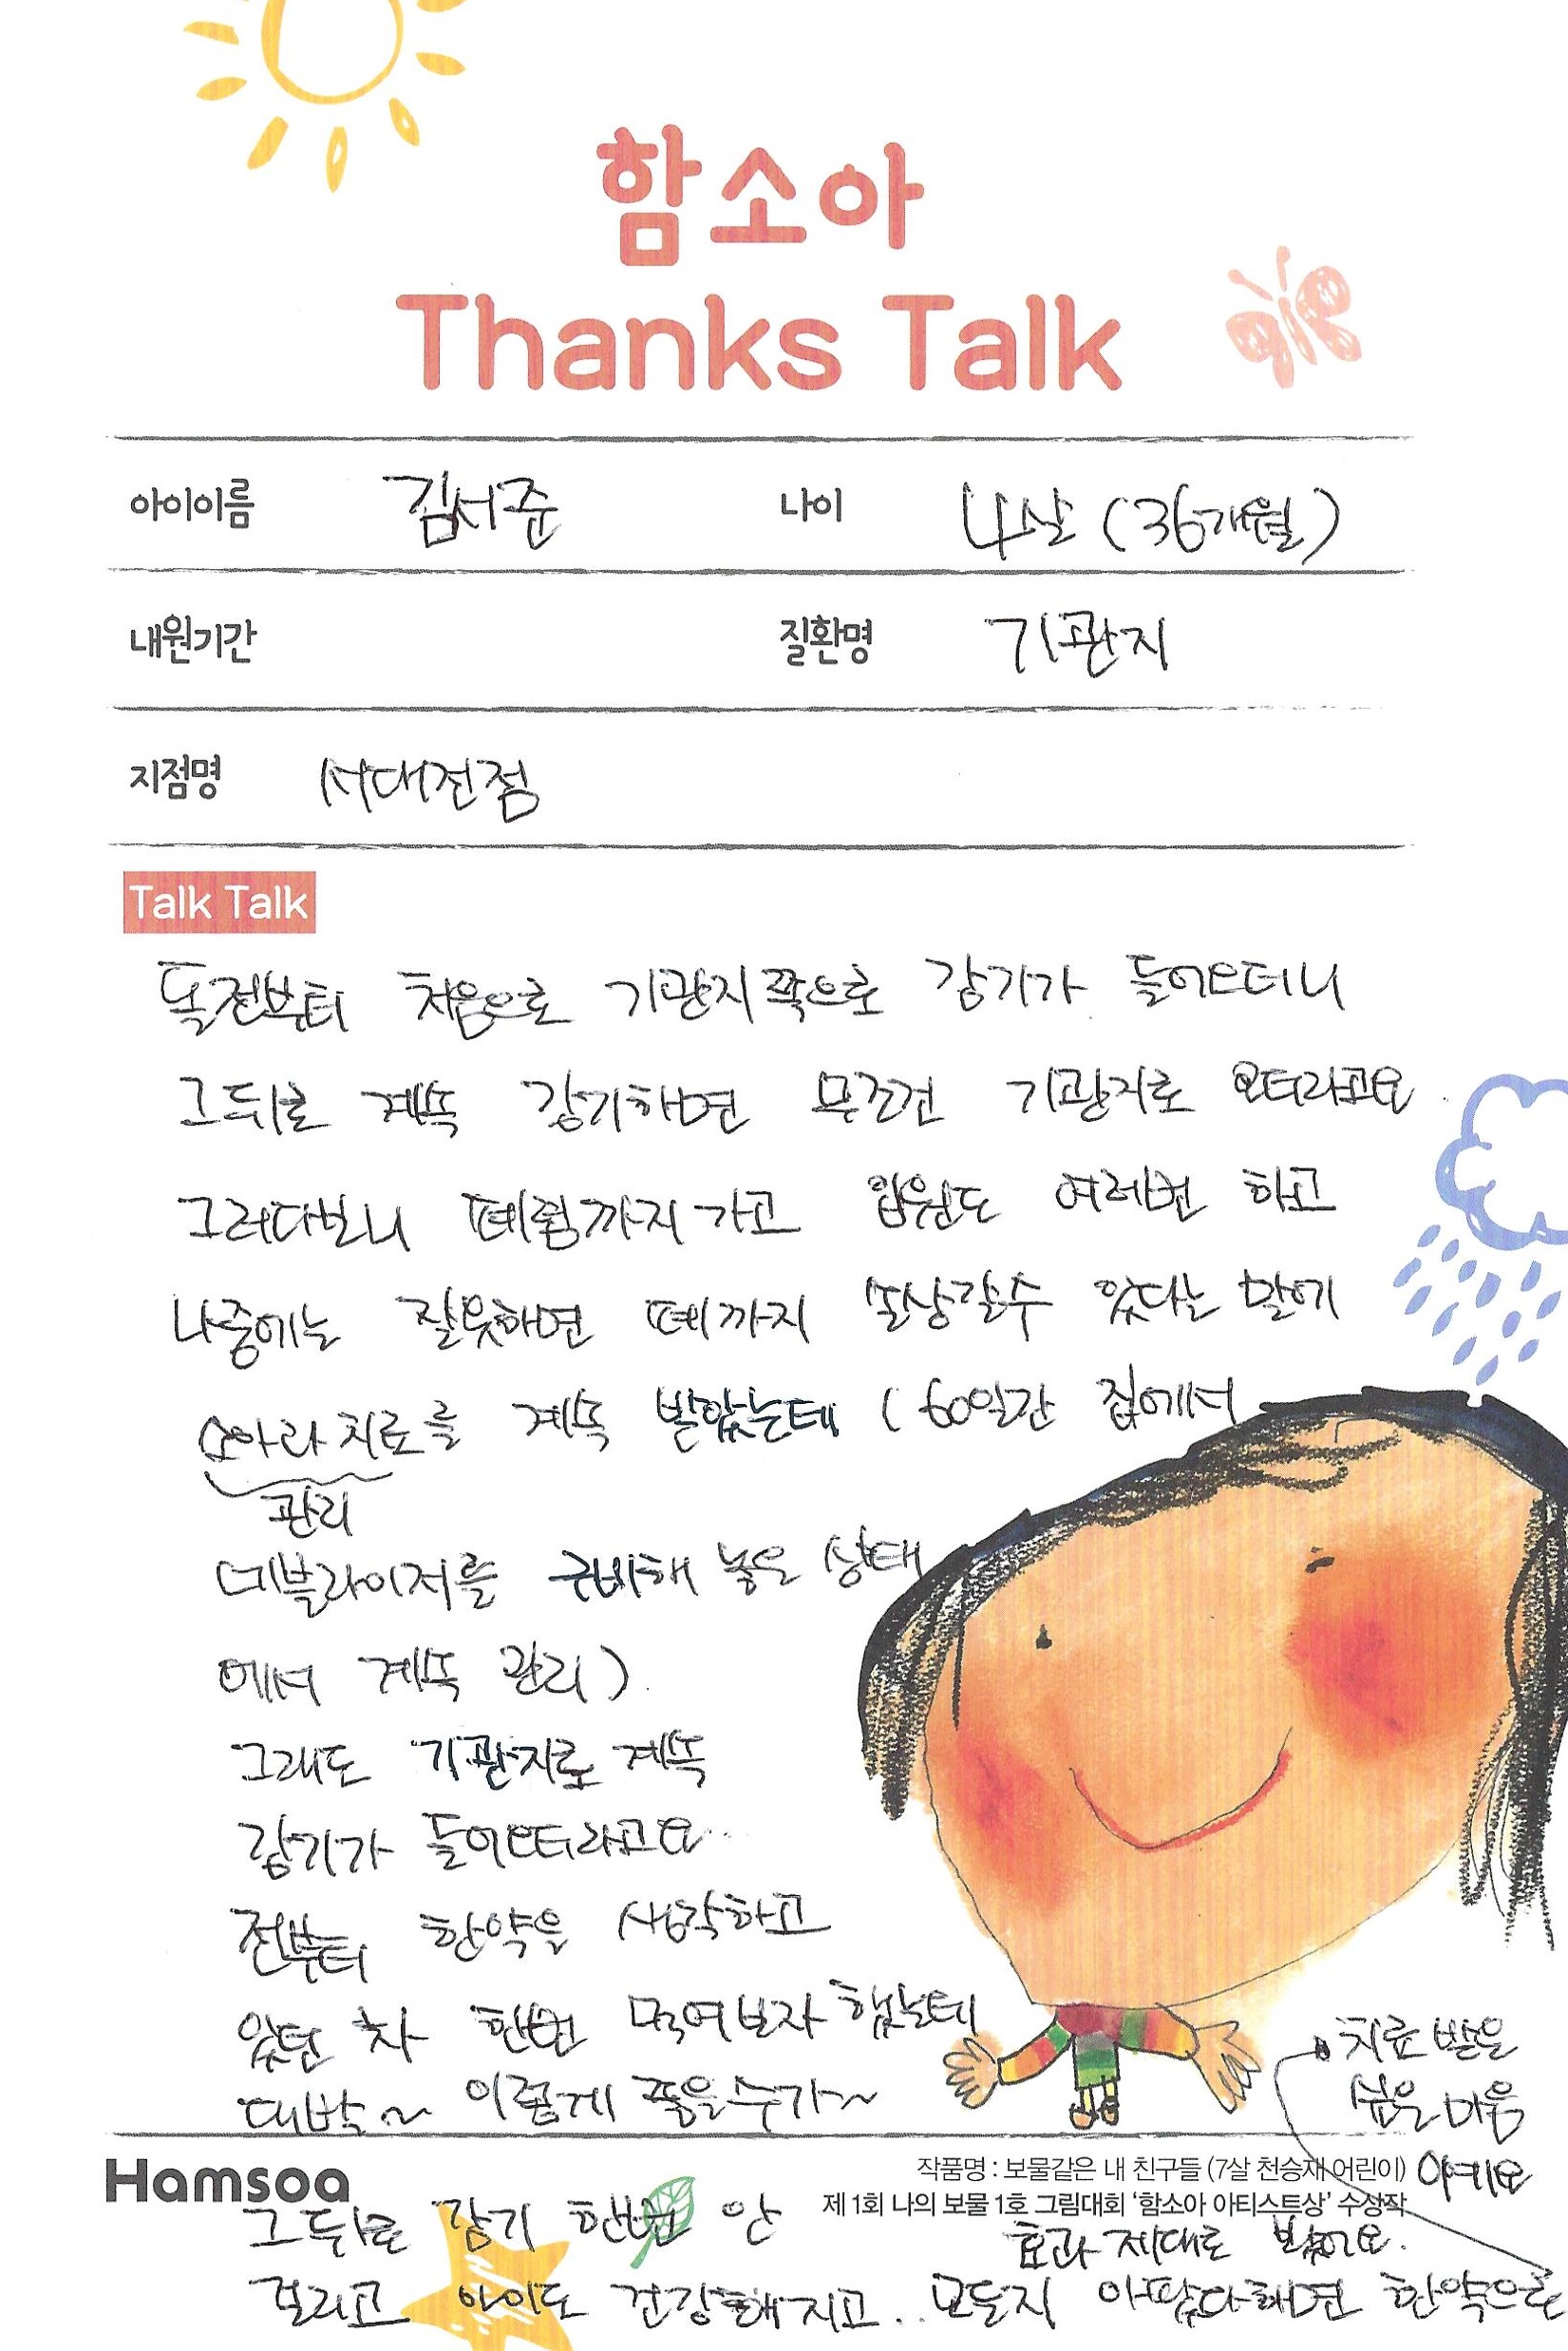 함소아
Thanks Talk
아이이름 김서준 나이 4살 (36개월)
내원기간 질환명 기관지
지점명 서대전점
Talk Talk
돌전부터 처음으로 기관지쪽으로 감기가 들어오더니
그뒤로 계속 감기하면 무조건 기관지로 오더라고요
그러다보니 폐렴까지 가고 입원도 여러번 하고
나중에는 잘못하면 폐까지 손상갈수 있다는 말에
치료를 계속 받았는데 (60일간 집에서
관리
네블라이저를 구비해 놓은 상태
에서 계속 관리)
그래도 기관지로 계속
감기가 들어오더라고요..
전부터 한약을 생각하고
있던 차 한번 먹여보자 했는데
대박~ 이렇게 좋을수가~
Hamsoa
작품명 : 보물같은 내 친구들 (7살 천승재 어린이)
제 1회 나의 보물 1호 그림대회 ‘함소아 아티스트상’ 수상작
그뒤로 감기 한번 안
효과 제대로 봤어요.
걸리고 아이도 건강해지고.. 모든지 아프다하면 한약으로
치료 받은
싶은 마음
이예요